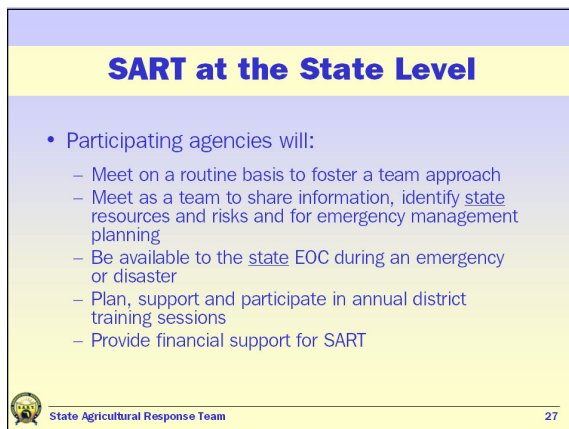 SART at the State Level
• Participating agencies will:
– Meet on a routine basis to foster a team approach
– Meet as a team to share information, identify state
resources and risks and for emergency management
planning
– Be available to the state EOC during an emergency
or disaster
– Plan, support and participate in annual district
training sessions
– Provide financial support for SART
State Agricultural Response Team
27